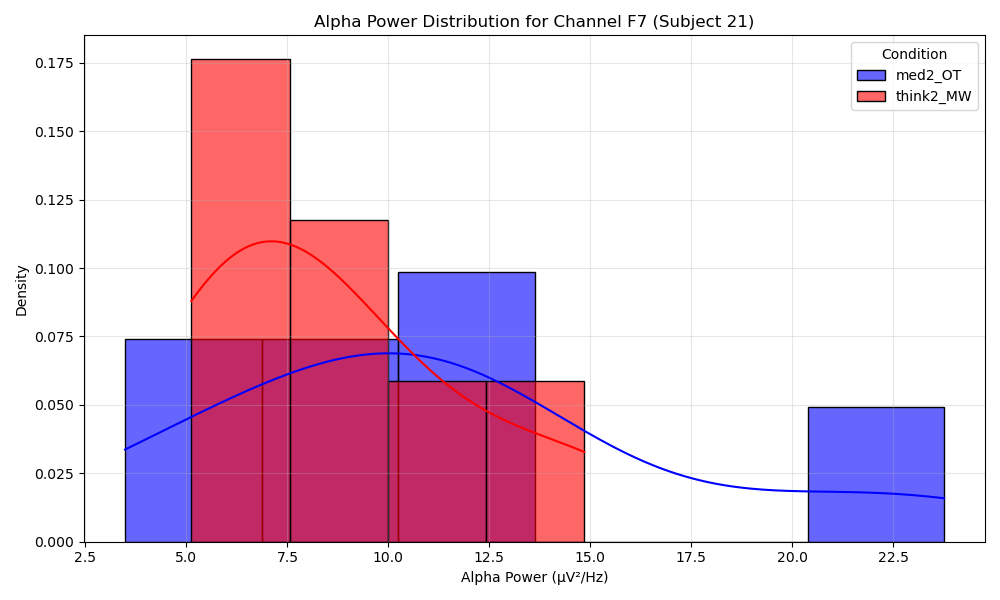 Alpha Power Distribution for Channel F7 (Subject 21)
Condition
med2_OT
think2_MW
Density
0.175
0.150
0.125
0.100
0.075
0.050
0.025
0.000
2.5 5.0 7.5 10.0 12.5 15.0 17.5 20.0 22.5
Alpha Power (µV²/Hz)